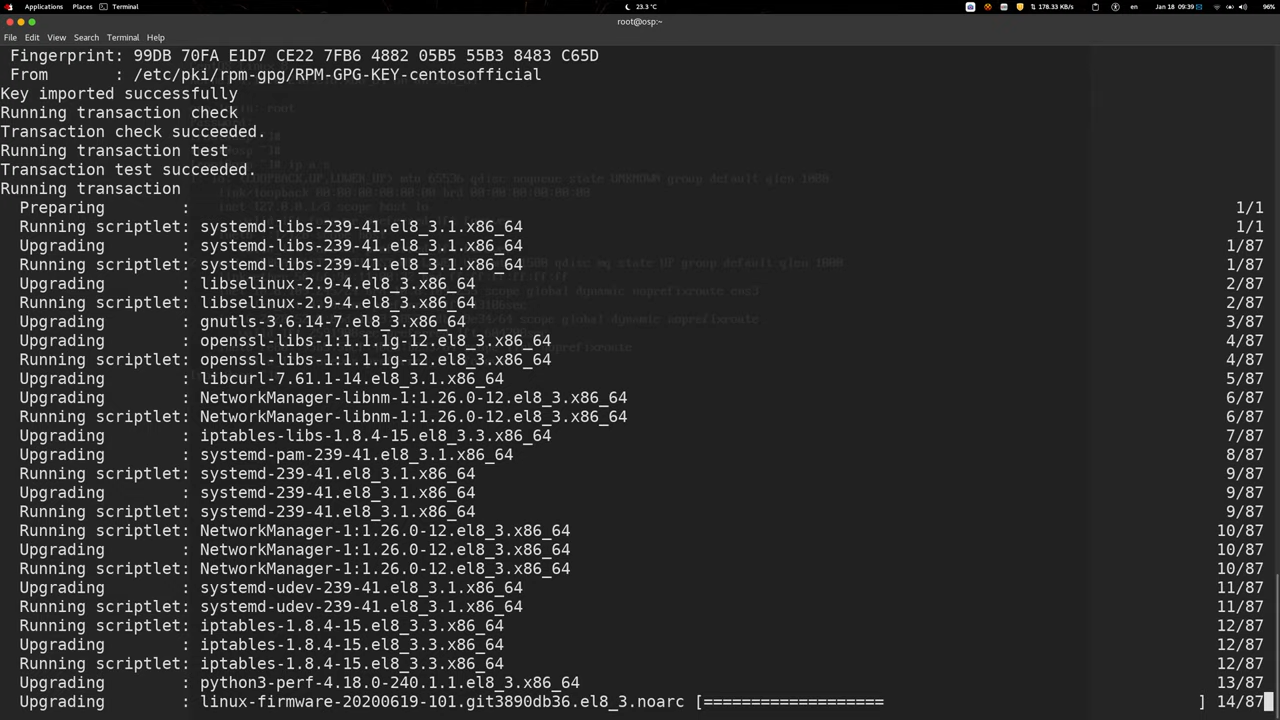 Applications Places Terminal 23.3 °C 178.33 KB/s en Jan 18 09:39 96%
root@osp:~
File Edit View Search Terminal Help
Fingerprint: 99DB 70FA E1D7 CE22 7FB6 4882 05B5 55B3 8483 C65D
From : /etc/pki/rpm-gpg/RPM-GPG-KEY-centosofficial
Key imported successfully
Running transaction check
Transaction check succeeded.
Running transaction test
Transaction test succeeded.
Running transaction
Preparing : 1/1
Running scriptlet: systemd-libs-239-41.el8_3.1.x86_64 1/1
Upgrading : systemd-libs-239-41.el8_3.1.x86_64 1/87
Running scriptlet: systemd-libs-239-41.el8_3.1.x86_64 1/87
Upgrading : libselinux-2.9-4.el8_3.x86_64 2/87
Running scriptlet: libselinux-2.9-4.el8_3.x86_64 2/87
Upgrading : gnutls-3.6.14-7.el8_3.x86_64 3/87
Upgrading : openssl-libs-1:1.1.1g-12.el8_3.x86_64 4/87
Running scriptlet: openssl-libs-1:1.1.1g-12.el8_3.x86_64 4/87
Upgrading : libcurl-7.61.1-14.el8_3.1.x86_64 5/87
Upgrading : NetworkManager-libnm-1:1.26.0-12.el8_3.x86_64 6/87
Running scriptlet: NetworkManager-libnm-1:1.26.0-12.el8_3.x86_64 6/87
Upgrading : iptables-libs-1.8.4-15.el8_3.3.x86_64 7/87
Upgrading : systemd-pam-239-41.el8_3.1.x86_64 8/87
Running scriptlet: systemd-239-41.el8_3.1.x86_64 9/87
Upgrading : systemd-239-41.el8_3.1.x86_64 9/87
Running scriptlet: systemd-239-41.el8_3.1.x86_64 9/87
Running scriptlet: NetworkManager-1:1.26.0-12.el8_3.x86_64 10/87
Upgrading : NetworkManager-1:1.26.0-12.el8_3.x86_64 10/87
Running scriptlet: NetworkManager-1:1.26.0-12.el8_3.x86_64 10/87
Upgrading : systemd-udev-239-41.el8_3.1.x86_64 11/87
Running scriptlet: systemd-udev-239-41.el8_3.1.x86_64 11/87
Running scriptlet: iptables-1.8.4-15.el8_3.3.x86_64 12/87
Upgrading : iptables-1.8.4-15.el8_3.3.x86_64 12/87
Running scriptlet: iptables-1.8.4-15.el8_3.3.x86_64 12/87
Upgrading : python3-perf-4.18.0-240.1.1.el8_3.x86_64 13/87
Upgrading : linux-firmware-20200619-101.git3890db36.el8_3.noarc [=================== ] 14/87